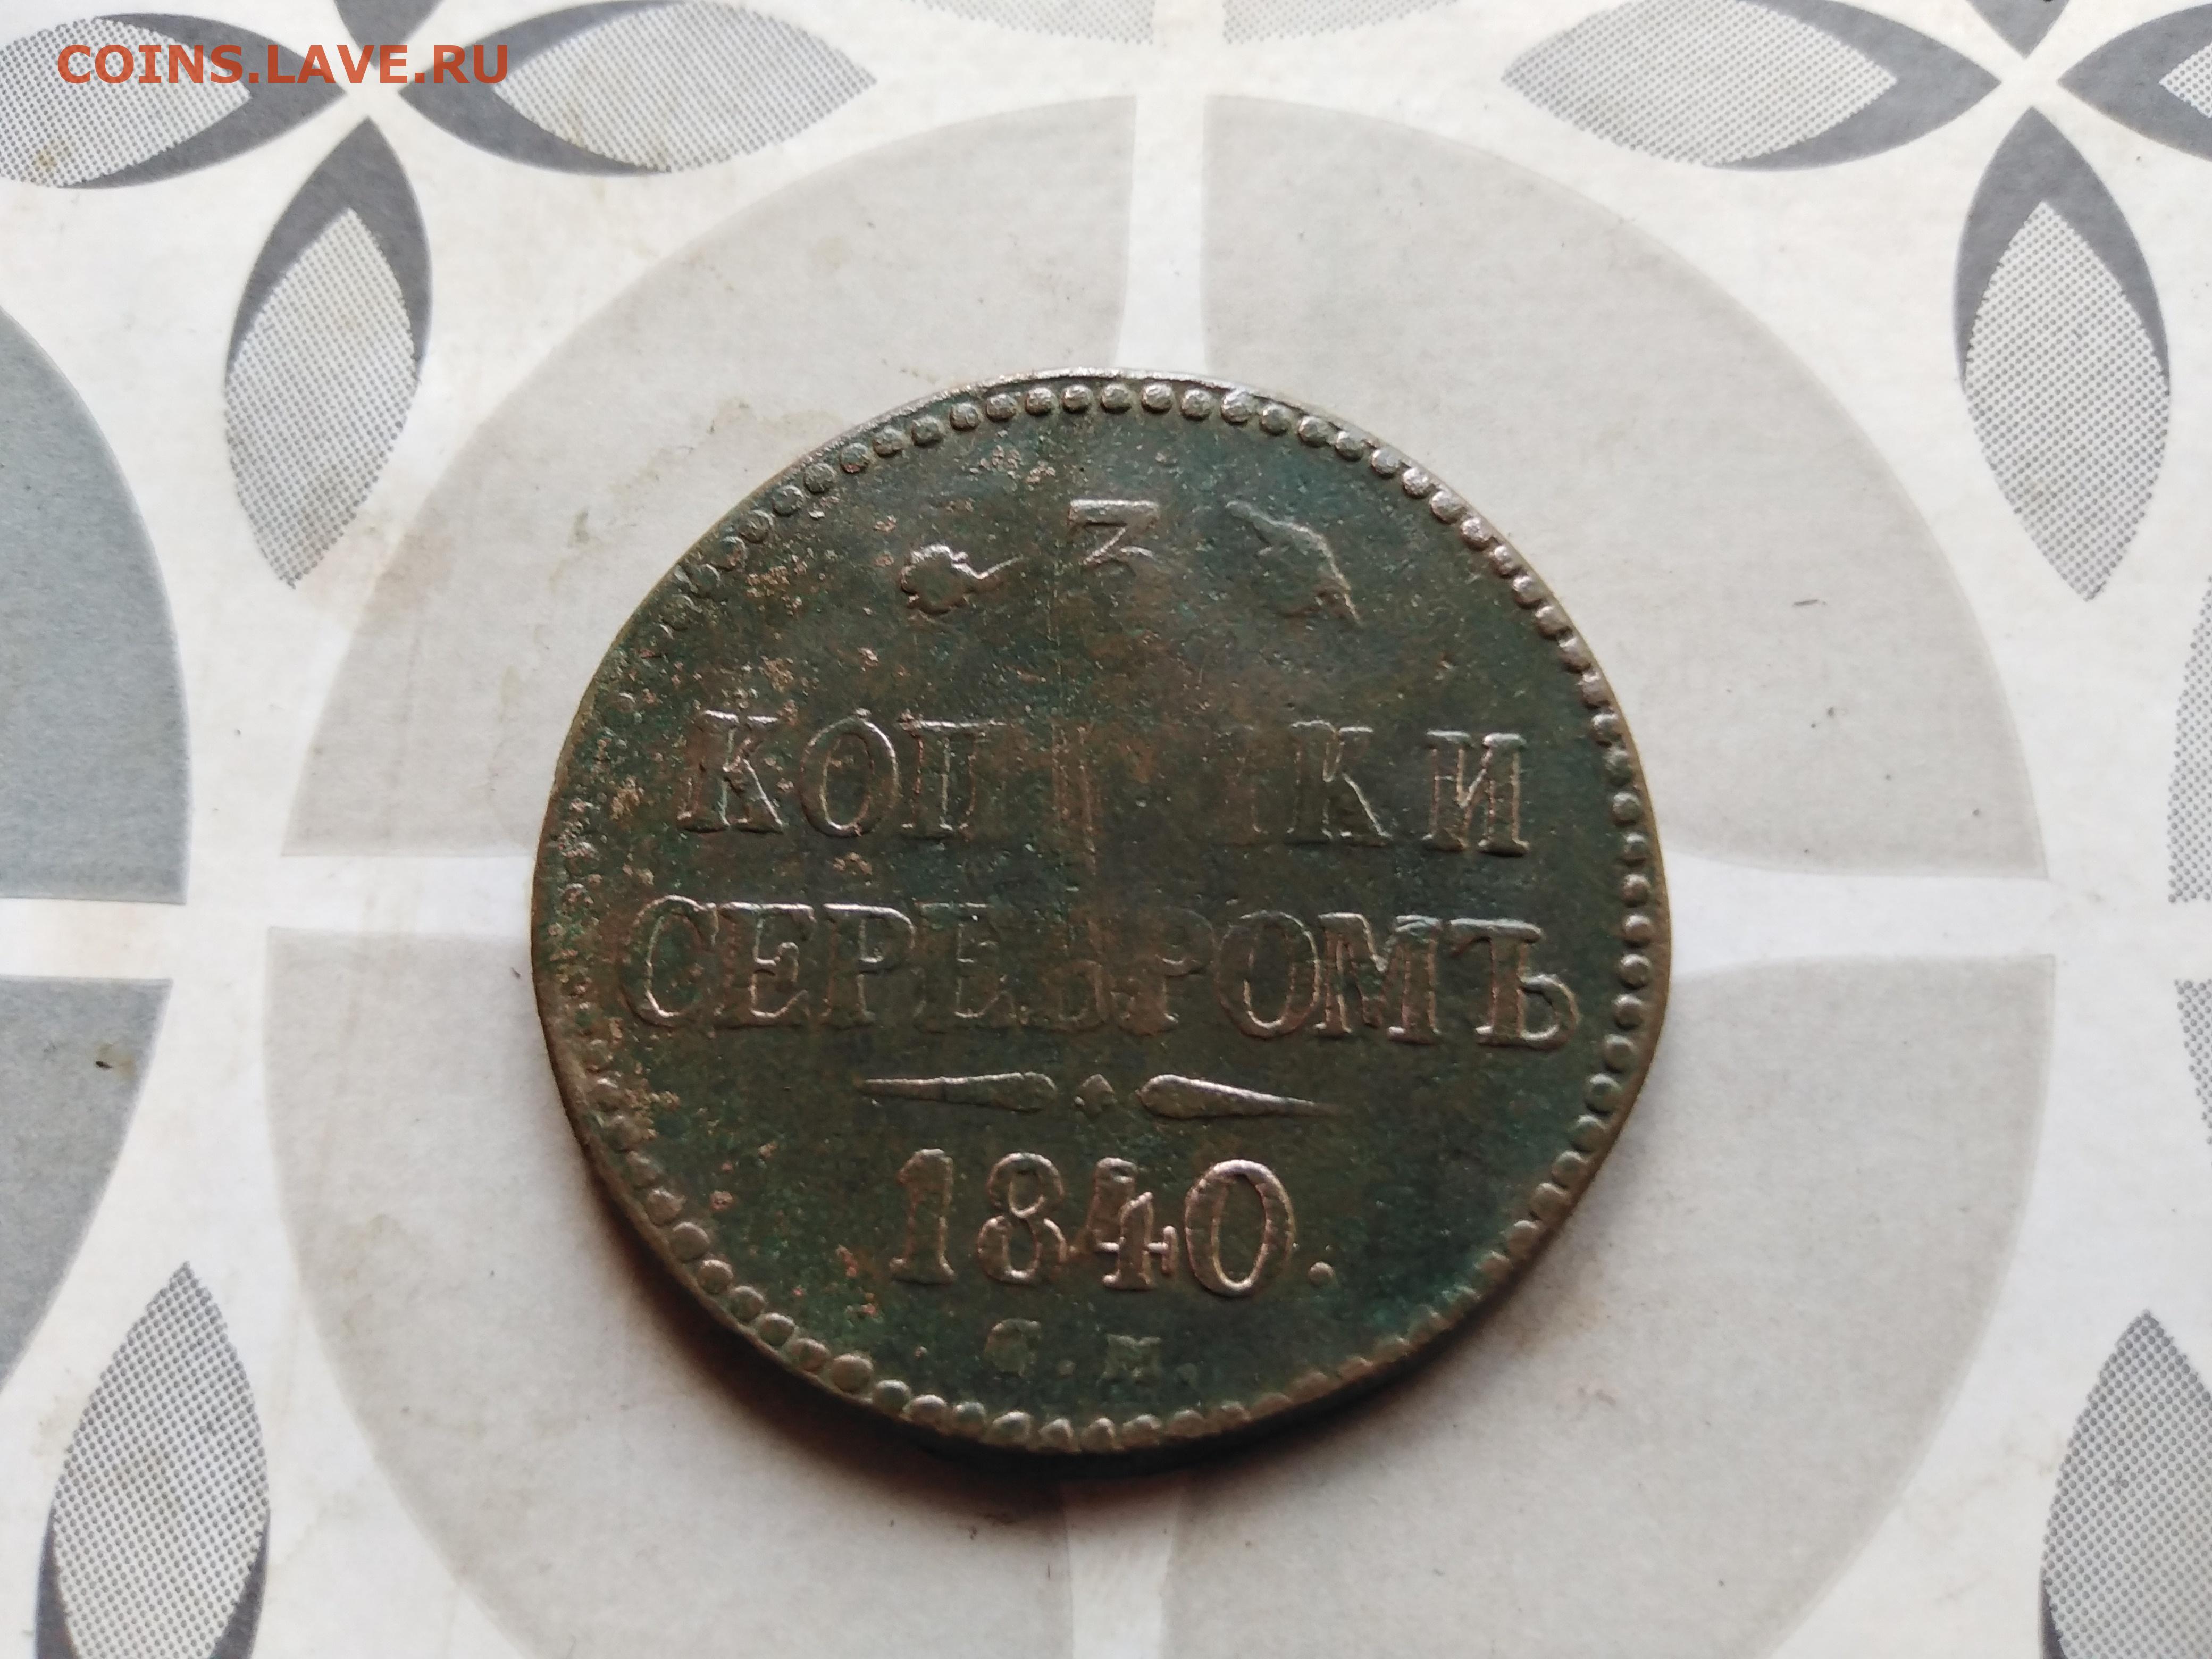 COINS.LAVE.RU
3
КОПѢЙКИ
СЕРЕБРОМЪ
1840.
С.М.